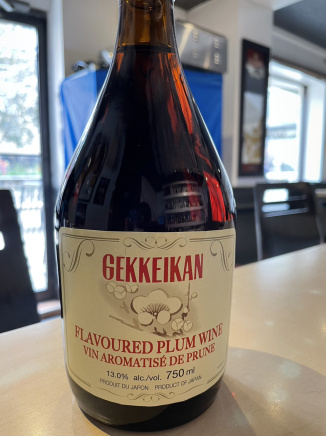 GEKKEIKAN
FLAVOURED PLUM WINE
VIN AROMATISÉ DE PRUNE
13.0% alc./vol. 750 ml
PRODUIT DU JAPON PRODUCT OF JAPAN